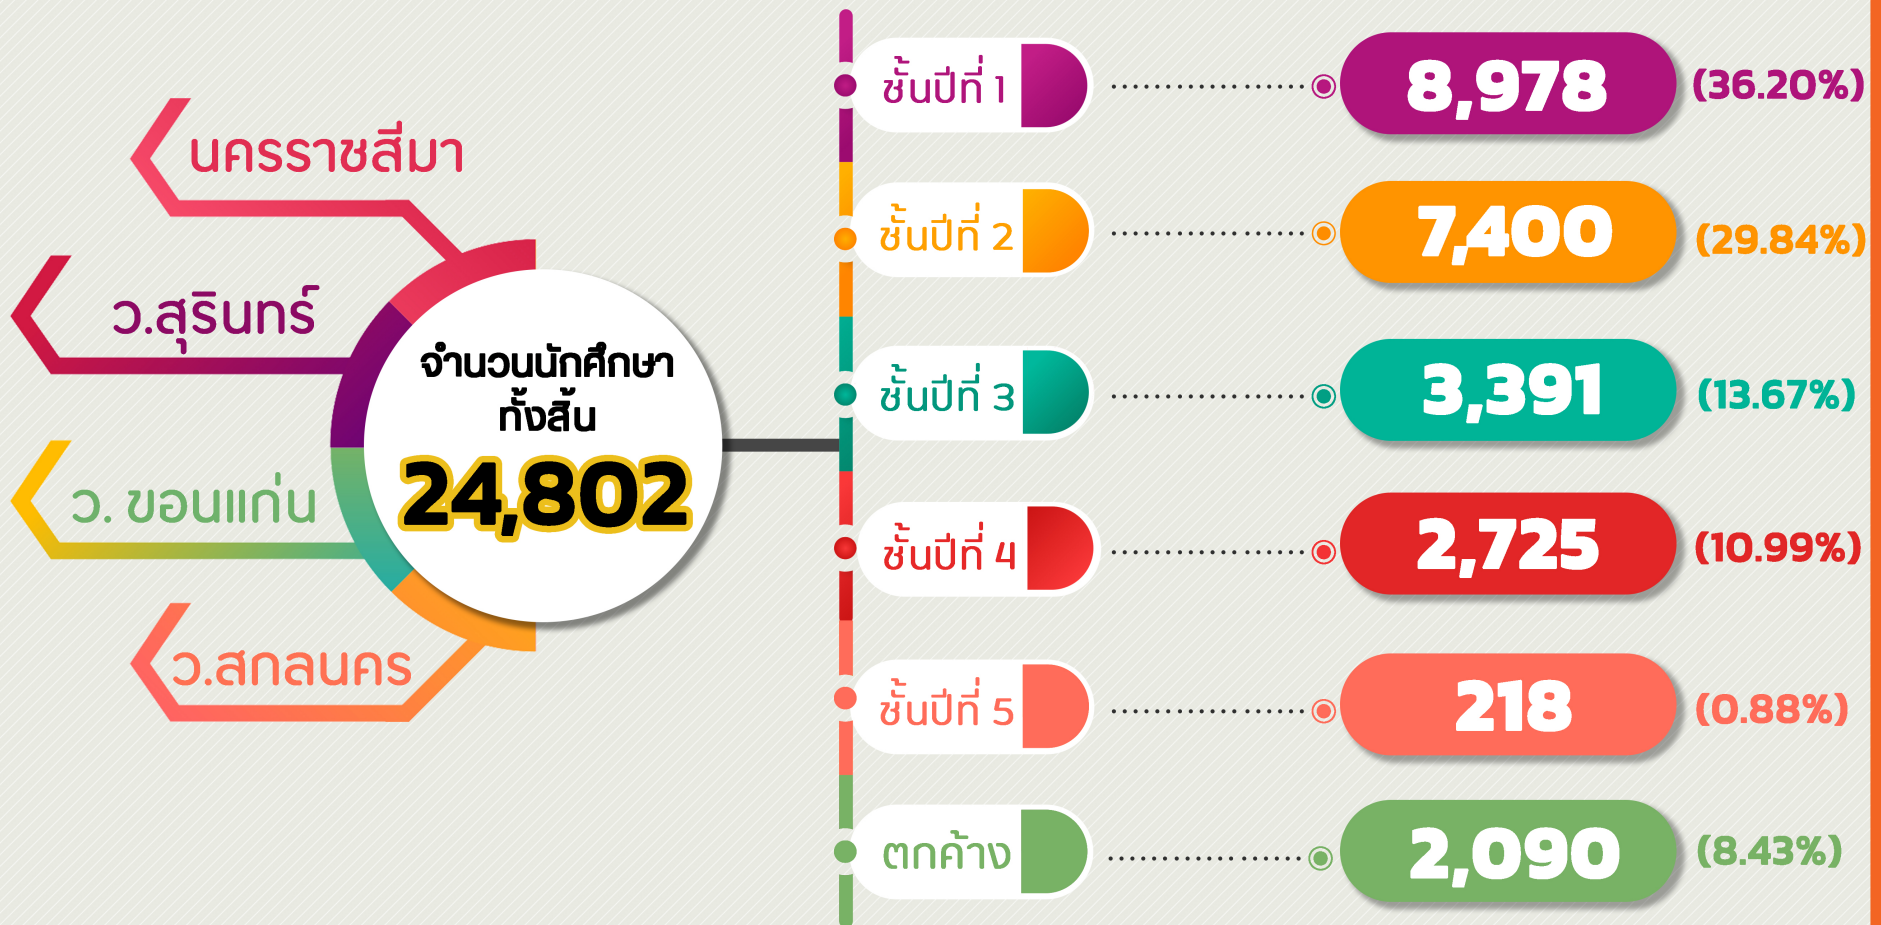 นครราชสีมา
ว.สุรินทร์
ว. ขอนแก่น
ว.สกลนคร
จำนวนนักศึกษา
ทั้งสิ้น
24,802
ชั้นปีที่ 1 8,978 (36.20%)
ชั้นปีที่ 2 7,400 (29.84%)
ชั้นปีที่ 3 3,391 (13.67%)
ชั้นปีที่ 4 2,725 (10.99%)
ชั้นปีที่ 5 218 (0.88%)
ตกค้าง 2,090 (8.43%)